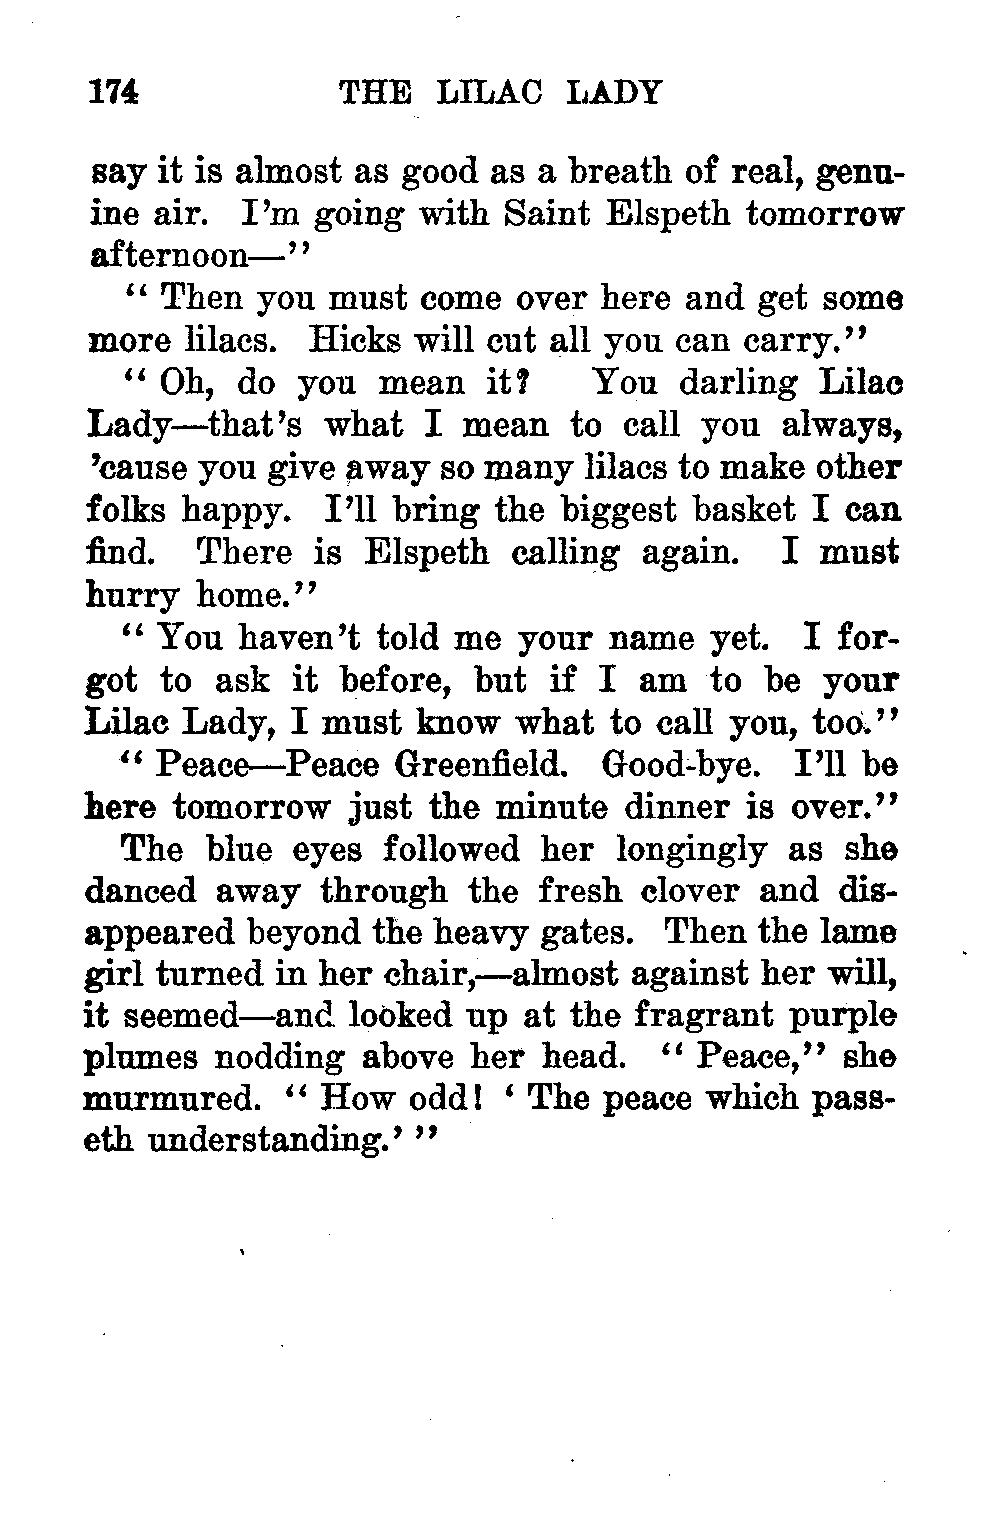 174 THE LILAC LADY
say it is almost as good as a breath of real, genu-
ine air. I'm going with Saint Elspeth tomorrow
afternoon—"
" Then you must come over here and get some
more lilacs. Hicks will cut all you can carry."
" Oh, do you mean it? You darling Lilac
Lady—that's what I mean to call you always,
'cause you give away so many lilacs to make other
folks happy. I'll bring the biggest basket I can
find. There is Elspeth calling again. I must
hurry home."
" You haven't told me your name yet. I for-
got to ask it before, but if I am to be your
Lilac Lady, I must know what to call you, too."
" Peace—Peace Greenfield. Good-bye. I'll be
here tomorrow just the minute dinner is over."
The blue eyes followed her longingly as she
danced away through the fresh clover and dis-
appeared beyond the heavy gates. Then the lame
girl turned in her chair,—almost against her will,
it seemed—and looked up at the fragrant purple
plumes nodding above her head. " Peace," she
murmured. " How odd! ' The peace which pass-
eth understanding.' "